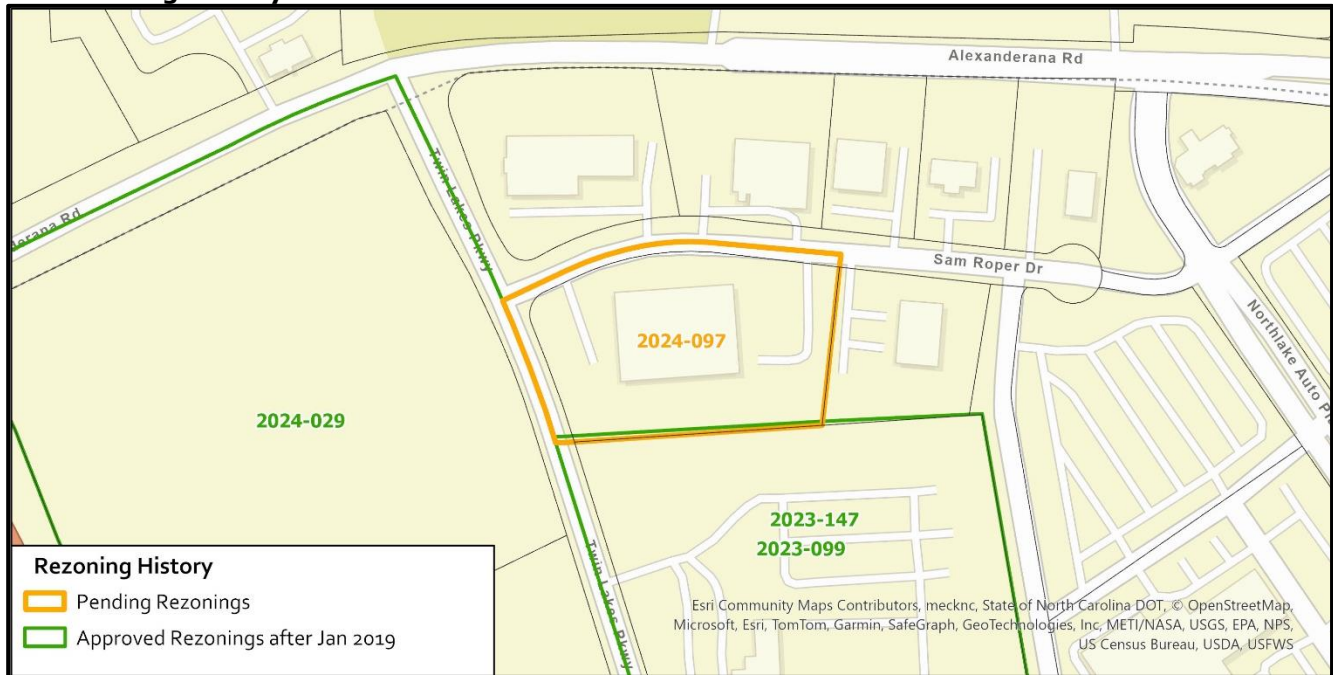 Alexanderana Rd
Twin Lakes Pkwy
Rd
Sam Roper Dr
2024-097
Northlake Auto
2024-029
2023-147
2023-099
Twin Lakes Pkwy
Rezoning History
Pending Rezonings
Approved Rezonings after Jan 2019
Esri Community Maps Contributors, mecknc, State of North Carolina DOT, © OpenStreetMap,
Microsoft, Esri, TomTom, Garmin, SafeGraph, GeoTechnologies, Inc, METI/NASA, USGS, EPA, NPS,
US Census Bureau, USDA, USFWS